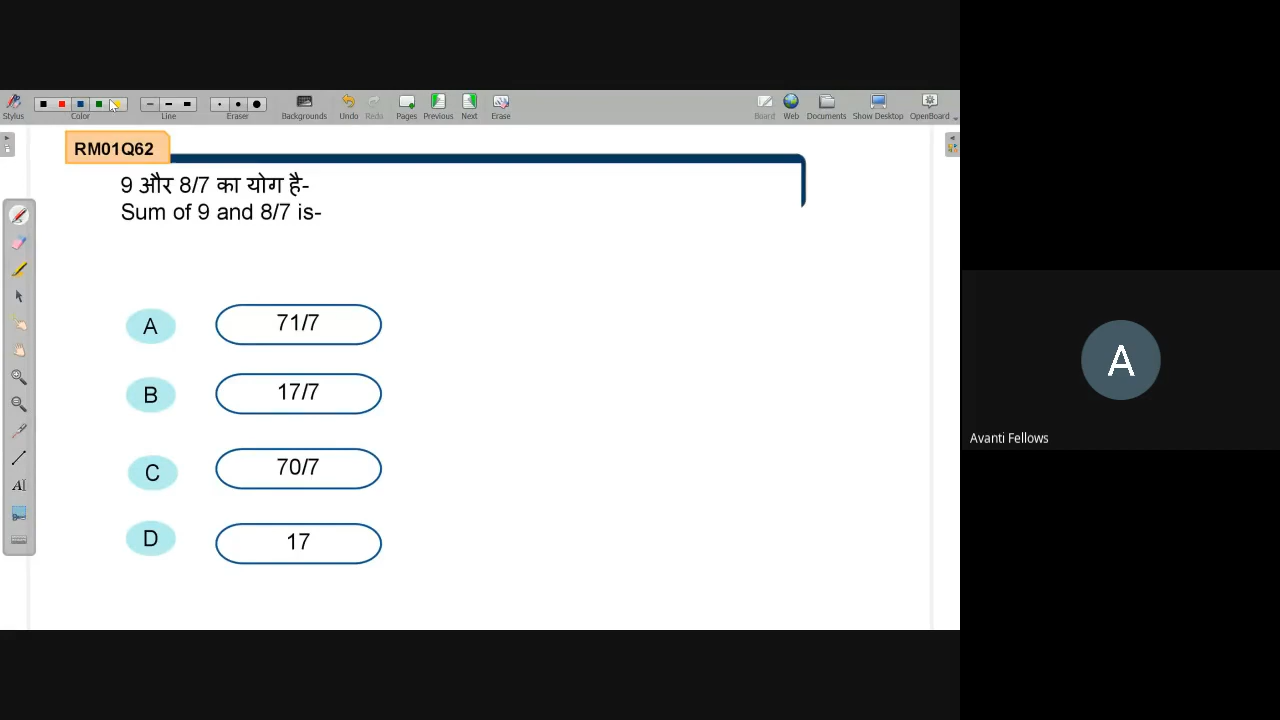 Stylus
Color
Line
Eraser
Backgrounds
Undo
Redo
Pages
Previous
Next
Erase
Board
Web
Documents
Show Desktop
OpenBoard
RM01Q62
9 और 8/7 का योग है-
Sum of 9 and 8/7 is-
A 71/7
B 17/7
C 70/7
D 17
A
Avanti Fellows